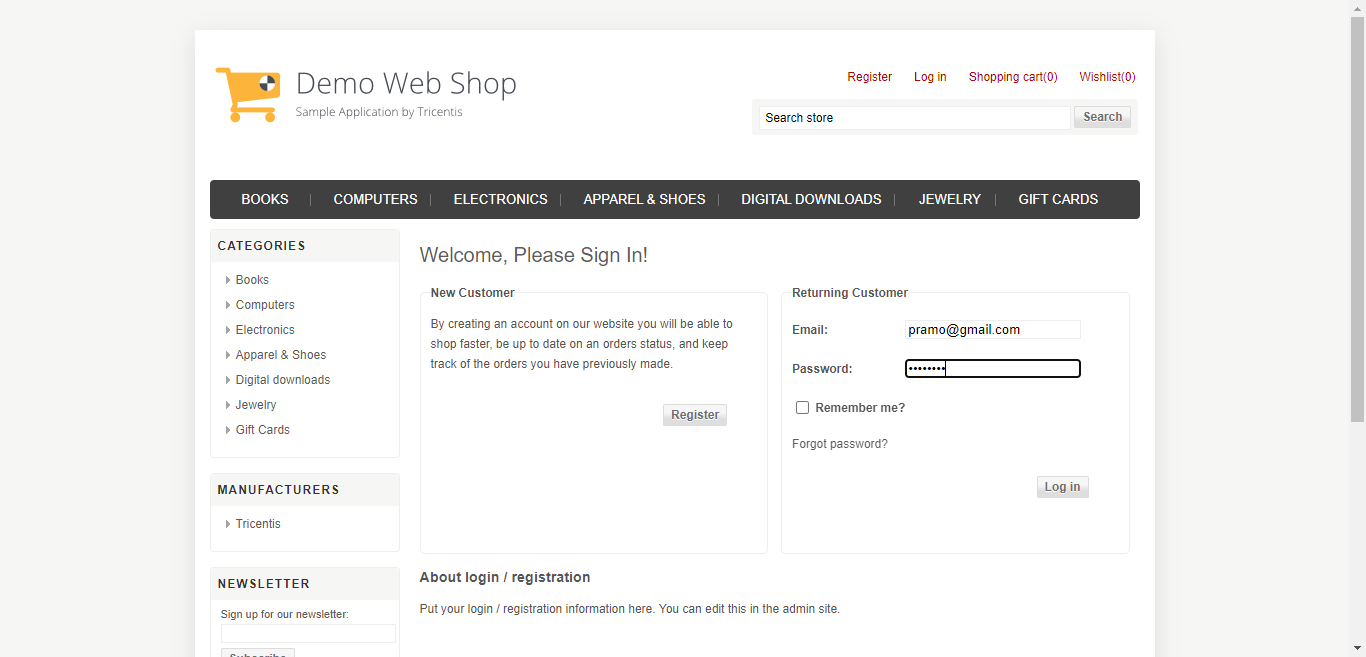 Demo Web Shop
Sample Application by Tricentis
Register Log in Shopping cart(0) Wishlist(0)
Search store Search
BOOKS | COMPUTERS | ELECTRONICS | APPAREL & SHOES | DIGITAL DOWNLOADS | JEWELRY | GIFT CARDS
CATEGORIES
Books
Computers
Electronics
Apparel & Shoes
Digital downloads
Jewelry
Gift Cards
MANUFACTURERS
Tricentis
NEWSLETTER
Sign up for our newsletter:
Subscribe
Welcome, Please Sign In!
New Customer
By creating an account on our website you will be able to
shop faster, be up to date on an orders status, and keep
track of the orders you have previously made.
Register
Returning Customer
Email: pramo@gmail.com
Password: ••••••••
Remember me?
Forgot password?
Log in
About login / registration
Put your login / registration information here. You can edit this in the admin site.